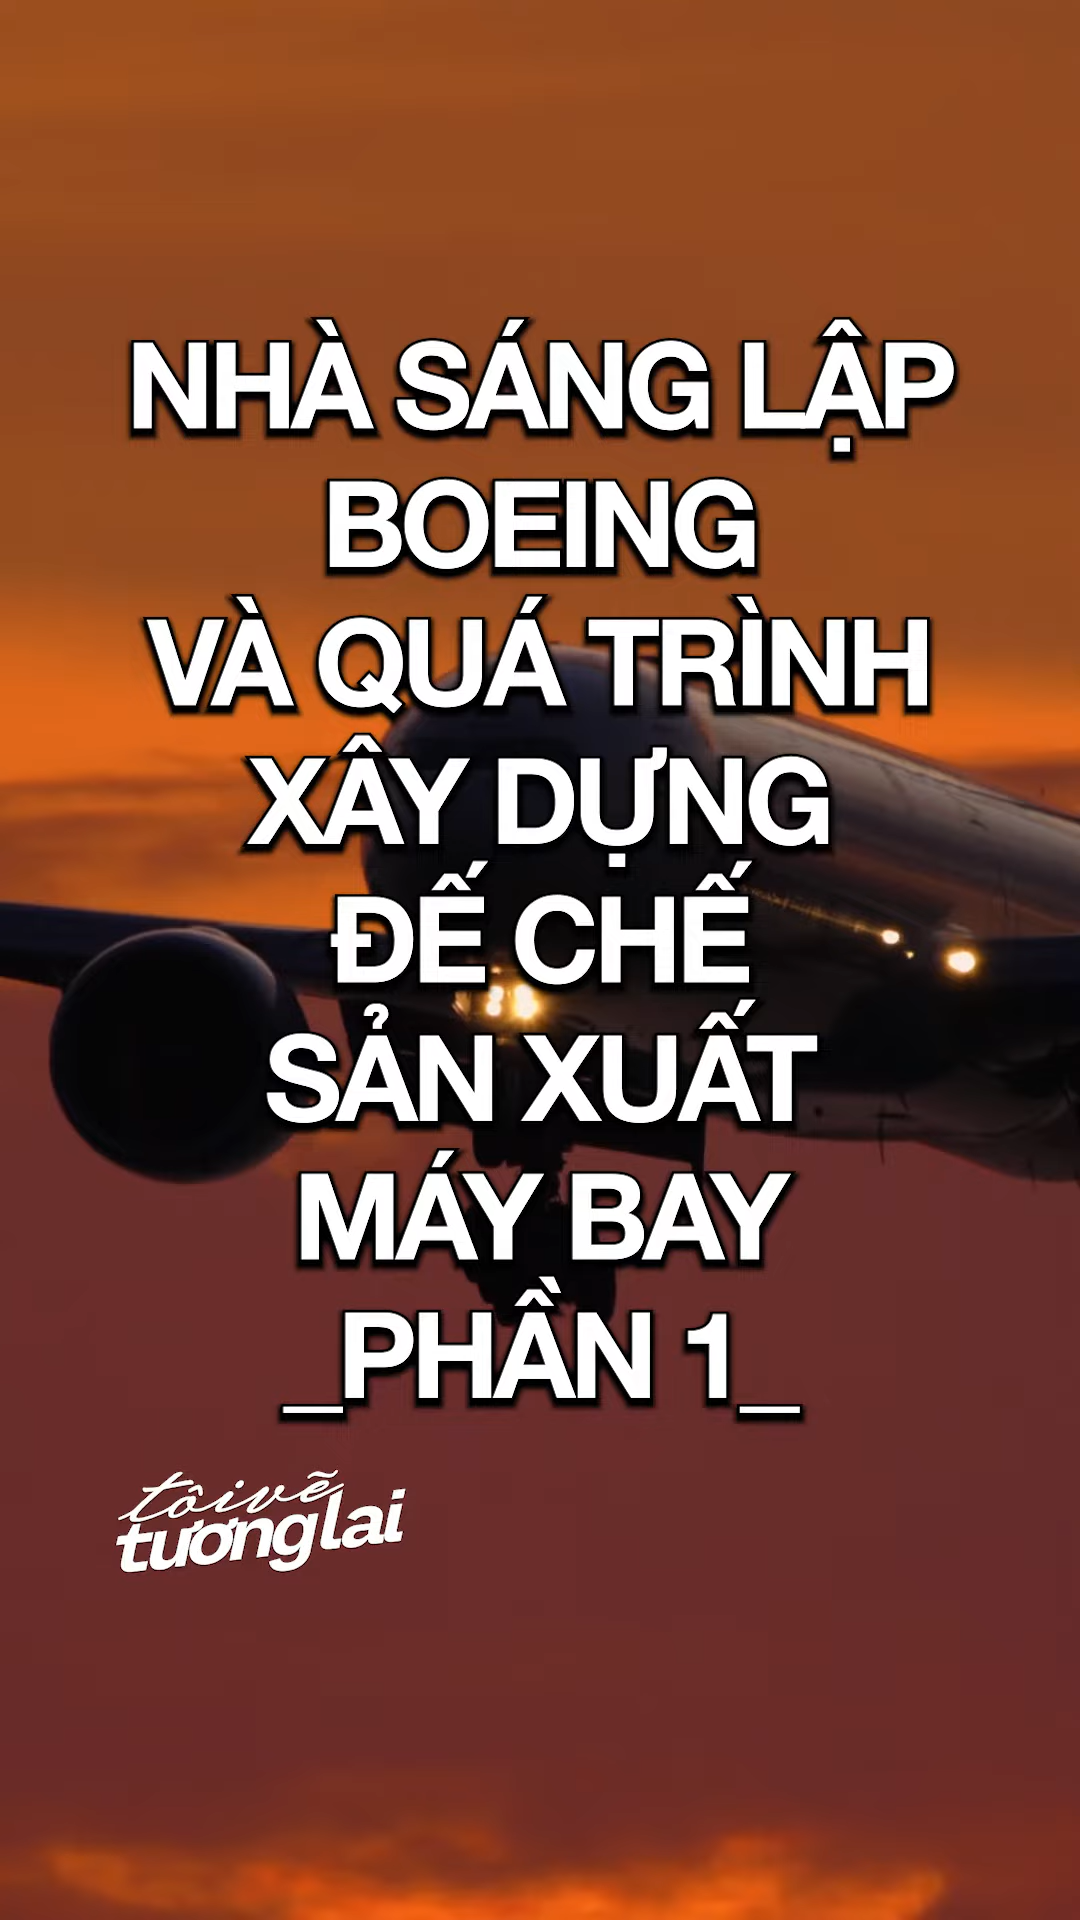 NHÀ SÁNG LẬP
BOEING
VÀ QUÁ TRÌNH
XÂY DỰNG
ĐẾ CHẾ
SẢN XUẤT
MÁY BAY
_PHẦN 1_
tôi vẽ
tương lai